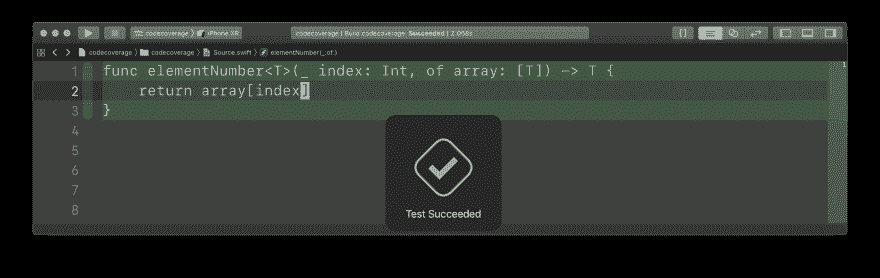 codecoverage 〉 iPhone XR
codecoverage | Build codecoverage: Succeeded | 2.058s
codecoverage 〉 codecoverage 〉 Source.swift 〉 elementNumber(_:of:)
1 func elementNumber<T>(_ index: Int, of array: [T]) -> T { 1
2 return array[index]
3 }
4
5
6
7
8
Test Succeeded